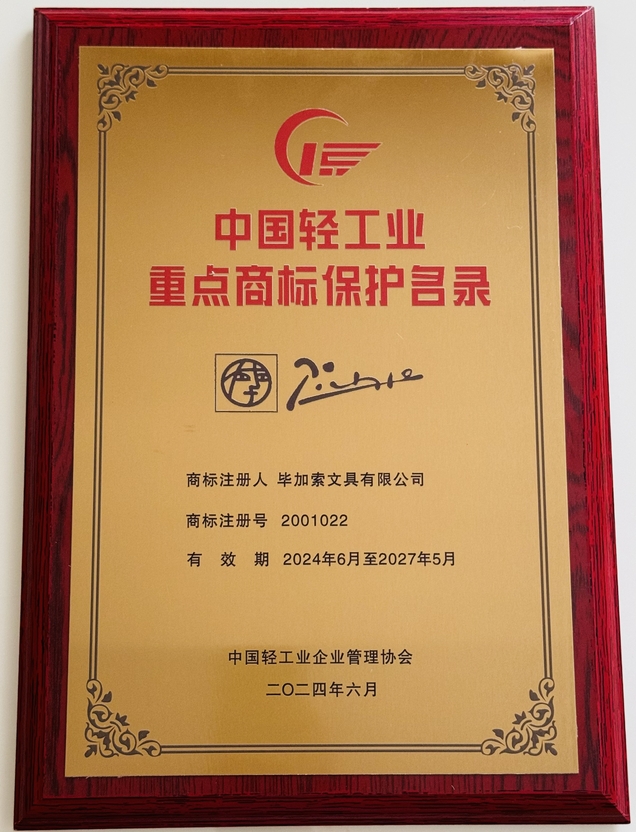 中国轻工业
重点商标保护名录
商标注册人 毕加索文具有限公司
商标注册号 2001022
有 效 期 2024年6月至2027年5月
中国轻工业企业管理协会
二〇二四年六月